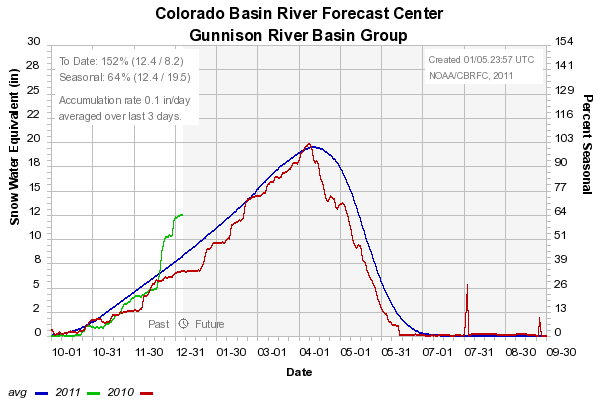 Colorado Basin River Forecast Center
Gunnison River Basin Group
To Date: 152% (12.4 / 8.2)
Seasonal: 64% (12.4 / 19.5)
Accumulation rate 0.1 in/day
averaged over last 3 days.
Created 01/05.23:57 UTC
NOAA/CBRFC, 2011
Snow Water Equivalent (in)
30
28
25
22
20
18
15
12
10
8
5
2
0
Percent Seasonal
154
141
129
116
103
90
77
64
51
39
26
13
0
Past Future
10-01 10-31 11-30 12-31 01-31 03-01 04-01 05-01 05-31 07-01 07-31 08-30 09-30
Date
avg 2011 2010